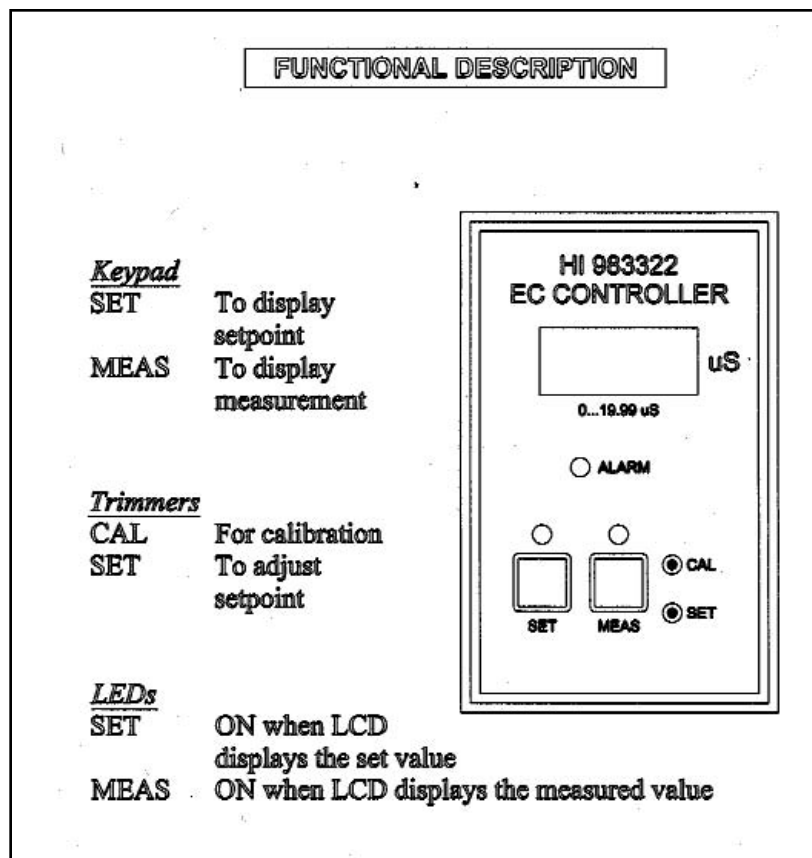 FUNCTIONAL DESCRIPTION
Keypad
SET To display
setpoint
MEAS To display
measurement
Trimmers
CAL For calibration
SET To adjust
setpoint
LEDs
SET ON when LCD
displays the set value
MEAS ON when LCD displays the measured value
HI 983322
EC CONTROLLER
uS
0...19.99 uS
ALARM
CAL
SET
SET MEAS